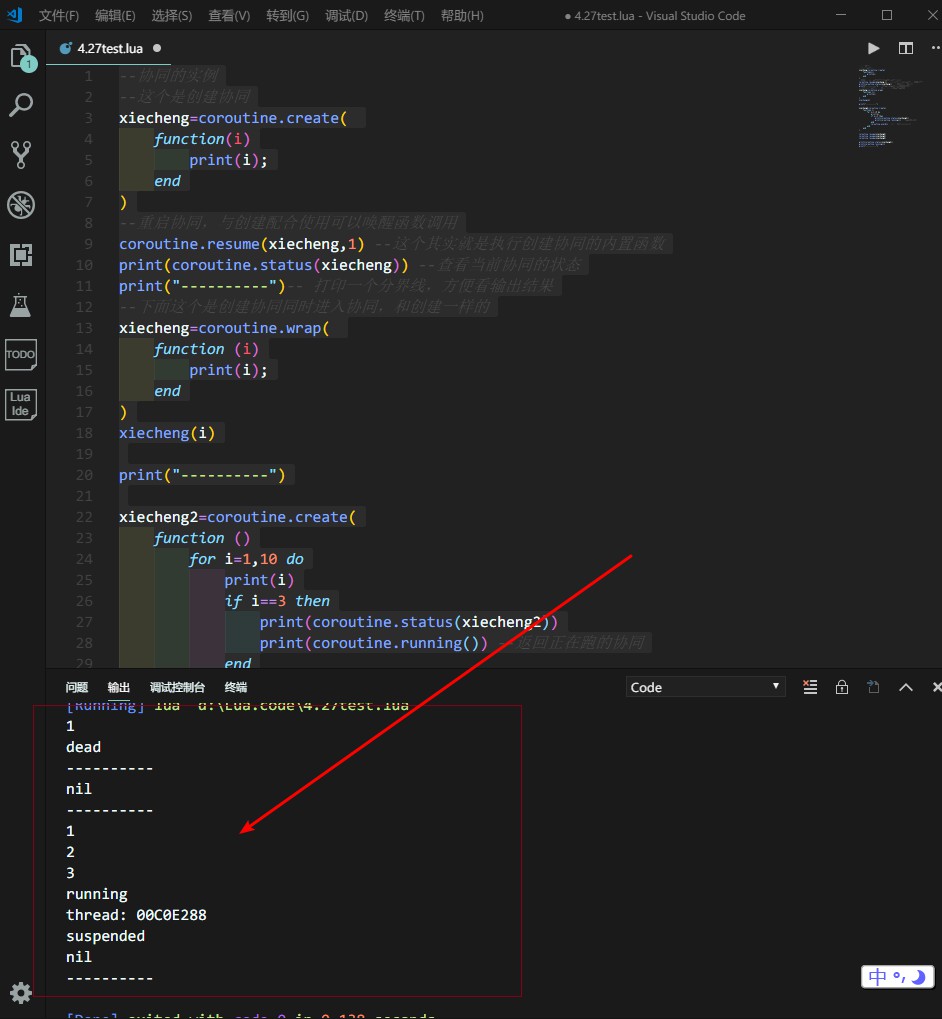 文件(F) 编辑(E) 选择(S) 查看(V) 转到(G) 调试(D) 终端(T) 帮助(H) ● 4.27test.lua - Visual Studio Code
4.27test.lua ●
1 --协同的实例
2 --这个是创建协同
3 xiecheng=coroutine.create(
4 function(i)
5 print(i);
6 end
7 )
8 --重启协同，与创建配合使用可以唤醒函数调用
9 coroutine.resume(xiecheng,1) --这个其实就是执行创建协同的内置函数
10 print(coroutine.status(xiecheng)) --查看当前协同的状态
11 print("----------")-- 打印一个分界线，方便看输出结果
12 --下面这个是创建协同同时进入协同，和创建一样的
13 xiecheng=coroutine.wrap(
14 function (i)
15 print(i);
16 end
17 )
18 xiecheng(i)
19
20 print("----------")
21
22 xiecheng2=coroutine.create(
23 function ()
24 for i=1,10 do
25 print(i)
26 if i==3 then
27 print(coroutine.status(xiecheng2))
28 print(coroutine.running()) --返回正在跑的协同
29 end
1
TODO
Lua
Ide
问题 输出 调试控制台 终端 Code
[Running] lua "d:\Lua.code\4.27test.lua"
1
dead
----------
nil
----------
1
2
3
running
thread: 00C0E288
suspended
nil
----------
[Done] exited with code=0 in 0.138 seconds
中